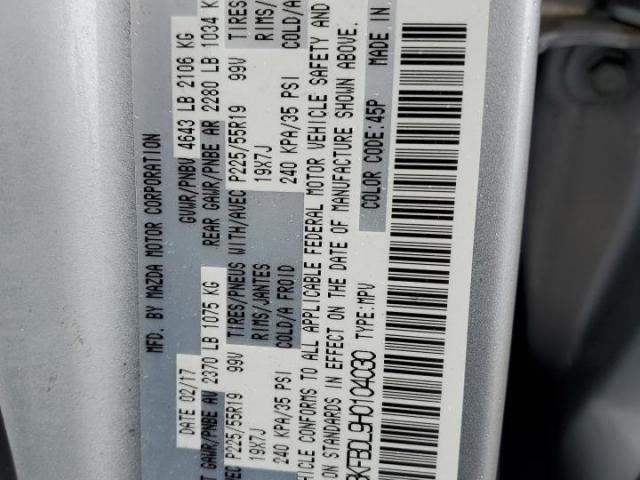 MFD. BY MAZDA MOTOR CORPORATION
DATE 02/17 GVWR/PNBV 4643 LB 2106 KG
GAWR/PNBE AV 2370 LB 1075 KG REAR GAWR/PNBE AR 2280 LB 1034 K
P225/55R19 99V TIRES/PNEUS WITH/AVEC P225/55R19 99V TIRES
19X7J RIMS/JANTES 19X7J RIMS/
240 KPA/35 PSI COLD/A FROID 240 KPA/35 PSI COLD/A
CONFORMS TO ALL APPLICABLE FEDERAL MOTOR VEHICLE SAFETY AND
STANDARDS IN EFFECT ON THE DATE OF MANUFACTURE SHOWN ABOVE.
KFBDL9H0104030 TYPE:MPV COLOR CODE:45P MADE IN